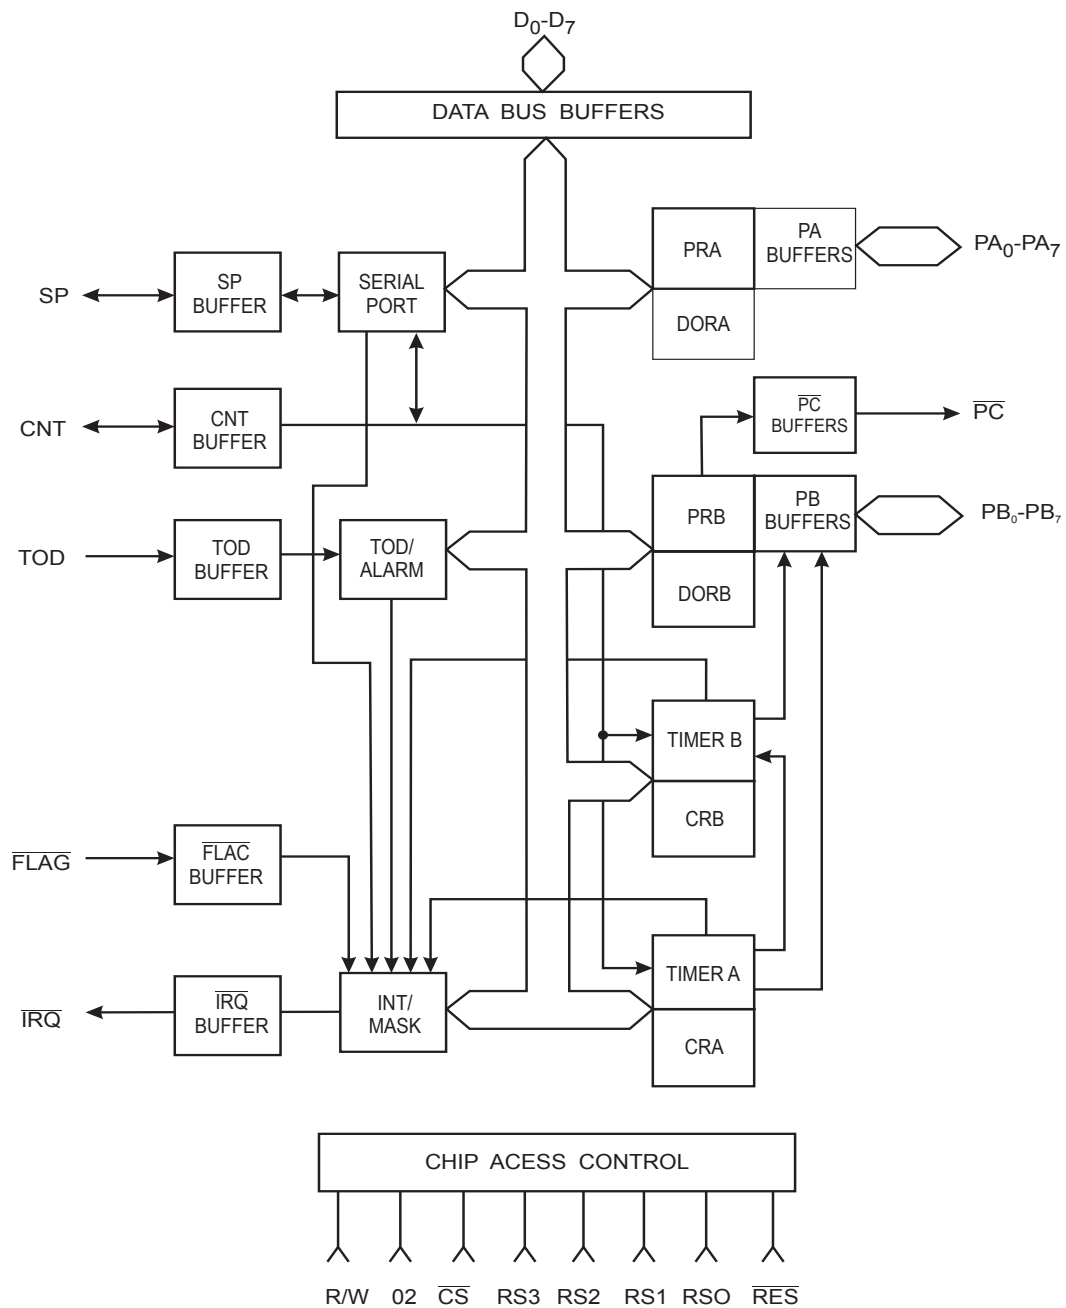 D0-D7
DATA BUS BUFFERS
PRA
PA
BUFFERS
PA0-PA7
DORA
SP
SP
BUFFER
SERIAL
PORT
CNT
CNT
BUFFER
PC
BUFFERS
PC
PRB
PB
BUFFERS
PB0-PB7
DORB
TOD
TOD
BUFFER
TOD/
ALARM
TIMER B
CRB
FLAG
FLAC
BUFFER
TIMER A
CRA
IRQ
IRQ
BUFFER
INT/
MASK
CHIP ACESS CONTROL
R/W 02 CS RS3 RS2 RS1 RSO RES